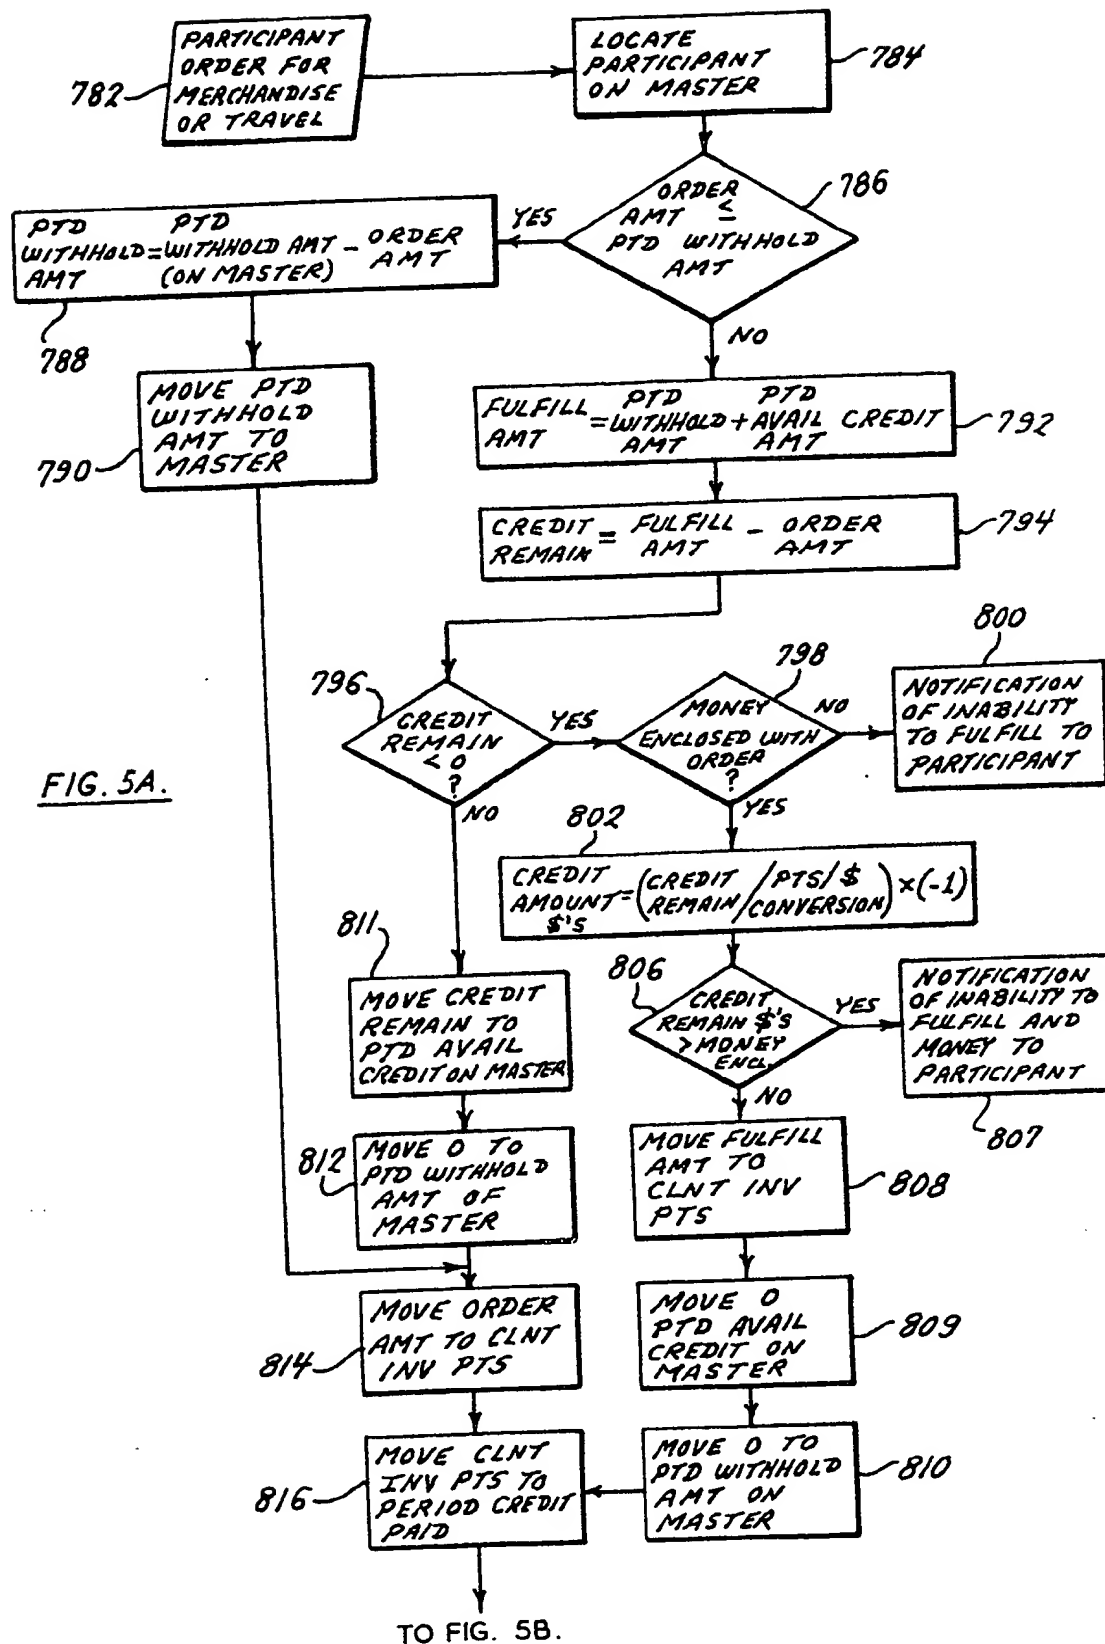 PARTICIPANT
ORDER FOR
MERCHANDISE
OR TRAVEL
782
LOCATE
PARTICIPANT
ON MASTER
784
ORDER
AMT ≤
PTD WITHHOLD
AMT
786
YES
NO
PTD PTD
WITHHOLD = WITHHOLD AMT - ORDER
AMT (ON MASTER) AMT
788
MOVE PTD
WITHHOLD
AMT TO
MASTER
790
PTD PTD
FULFILL = WITHHOLD + AVAIL CREDIT
AMT AMT AMT
792
CREDIT = FULFILL - ORDER
REMAIN AMT AMT
794
796
CREDIT
REMAIN
< 0
?
YES
NO
798
MONEY
ENCLOSED WITH
ORDER
?
NO
YES
800
NOTIFICATION
OF INABILITY
TO FULFILL TO
PARTICIPANT
FIG. 5A.
802
CREDIT
AMOUNT = (CREDIT REMAIN / PTS/$ CONVERSION) × (-1)
$'S
806
CREDIT
REMAIN $'S
> MONEY
ENCL.
YES
NO
NOTIFICATION
OF INABILITY TO
FULFILL AND
MONEY TO
PARTICIPANT
807
811
MOVE CREDIT
REMAIN TO
PTD AVAIL
CREDIT ON MASTER
812
MOVE 0 TO
PTD WITHHOLD
AMT OF
MASTER
MOVE FULFILL
AMT TO
CLNT INV
PTS
808
MOVE ORDER
AMT TO CLNT
INV PTS
814
MOVE 0
PTD AVAIL
CREDIT ON
MASTER
809
MOVE CLNT
INV PTS TO
PERIOD CREDIT
PAID
816
MOVE 0 TO
PTD WITHHOLD
AMT ON
MASTER
810
TO FIG. 5B.